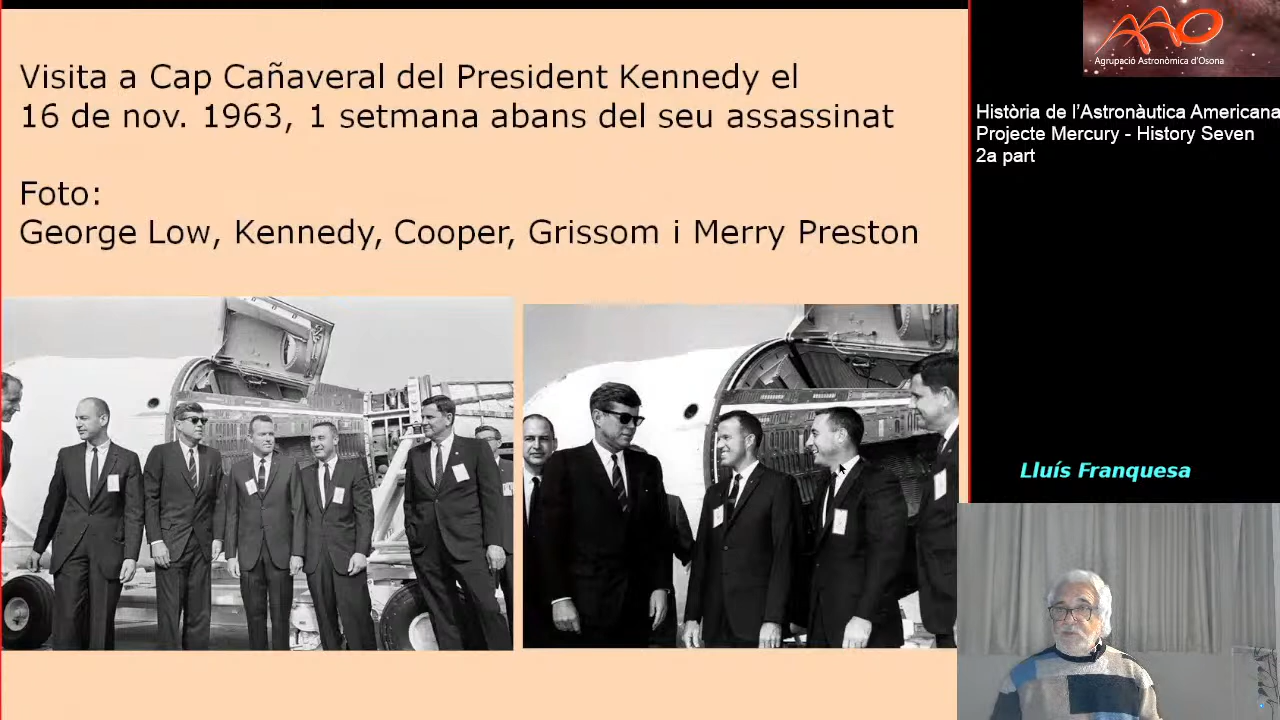 Visita a Cap Cañaveral del President Kennedy el
16 de nov. 1963, 1 setmana abans del seu assassinat
Foto:
George Low, Kennedy, Cooper, Grissom i Merry Preston
AAO
Agrupació Astronòmica d'Osona
Història de l'Astronàutica Americana
Projecte Mercury - History Seven
2a part
Lluís Franquesa